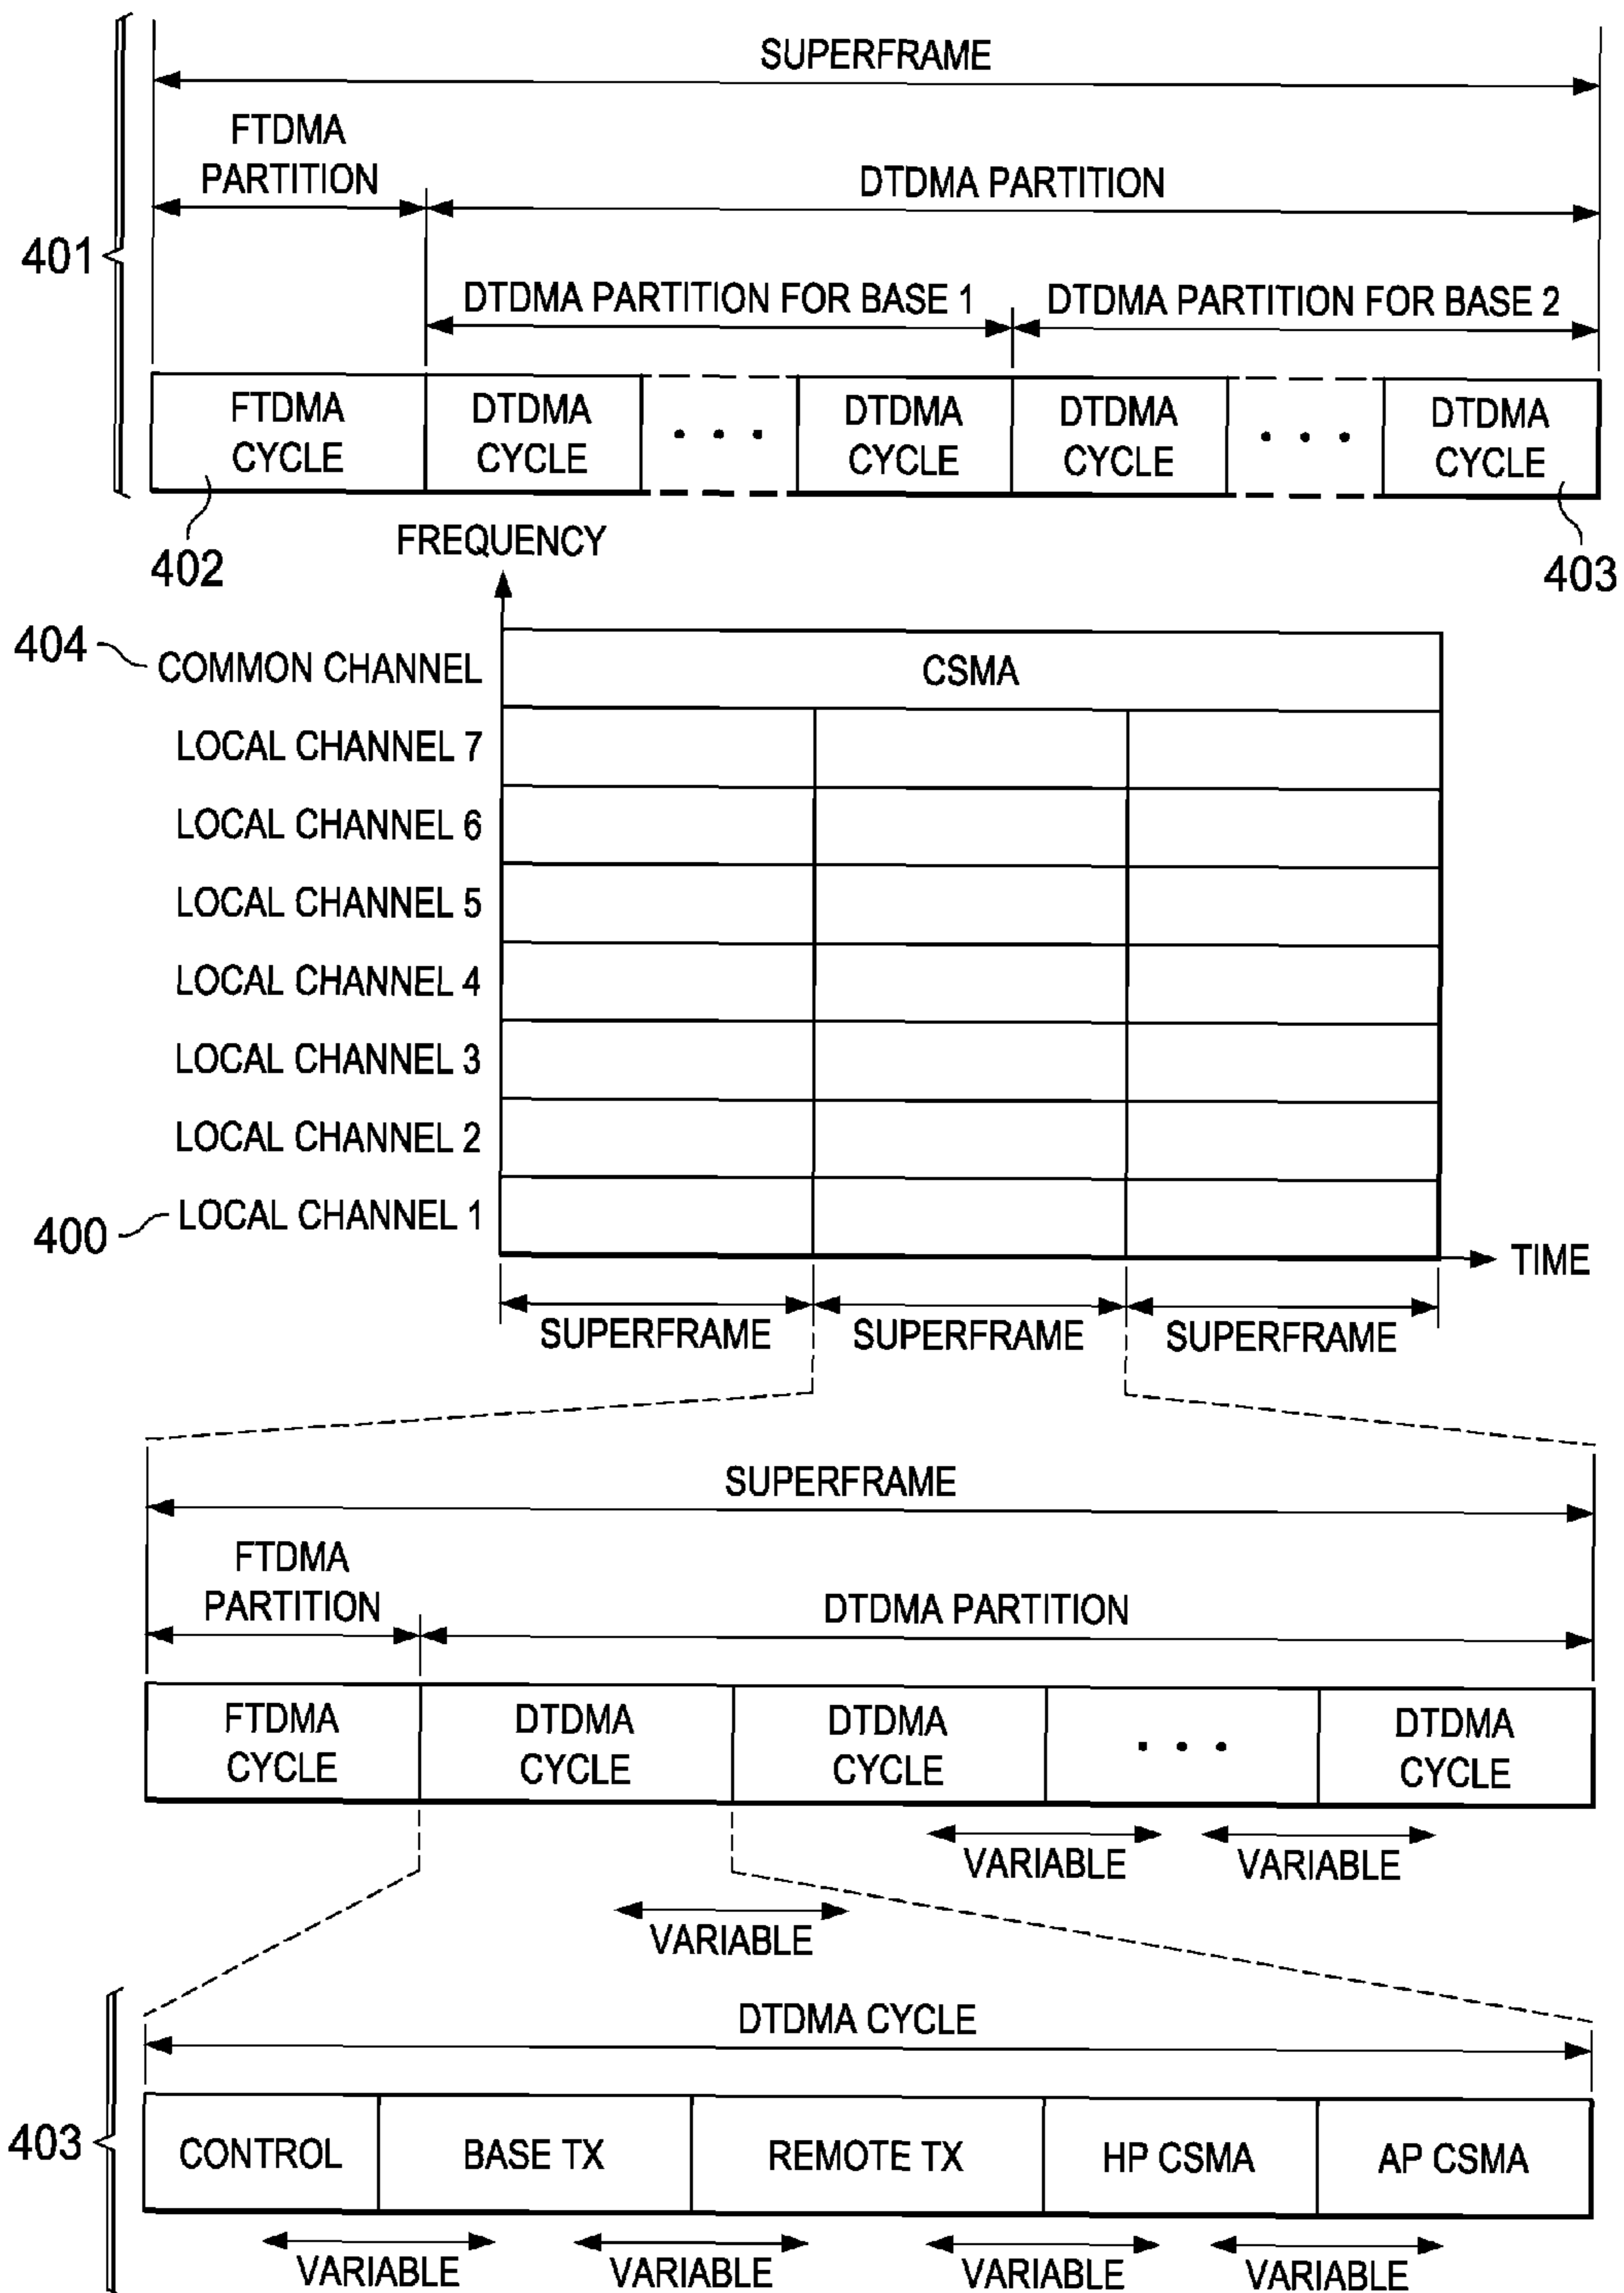 SUPERFRAME
FTDMA
PARTITION
DTDMA PARTITION
401
DTDMA PARTITION FOR BASE 1
DTDMA PARTITION FOR BASE 2
FTDMA
CYCLE
DTDMA
CYCLE
• • •
DTDMA
CYCLE
DTDMA
CYCLE
• • •
DTDMA
CYCLE
402
403
FREQUENCY
404
COMMON CHANNEL
CSMA
LOCAL CHANNEL 7
LOCAL CHANNEL 6
LOCAL CHANNEL 5
LOCAL CHANNEL 4
LOCAL CHANNEL 3
LOCAL CHANNEL 2
400
LOCAL CHANNEL 1
TIME
SUPERFRAME
SUPERFRAME
SUPERFRAME
SUPERFRAME
FTDMA
PARTITION
DTDMA PARTITION
FTDMA
CYCLE
DTDMA
CYCLE
DTDMA
CYCLE
• • •
DTDMA
CYCLE
VARIABLE
VARIABLE
VARIABLE
DTDMA CYCLE
403
CONTROL
BASE TX
REMOTE TX
HP CSMA
AP CSMA
VARIABLE
VARIABLE
VARIABLE
VARIABLE